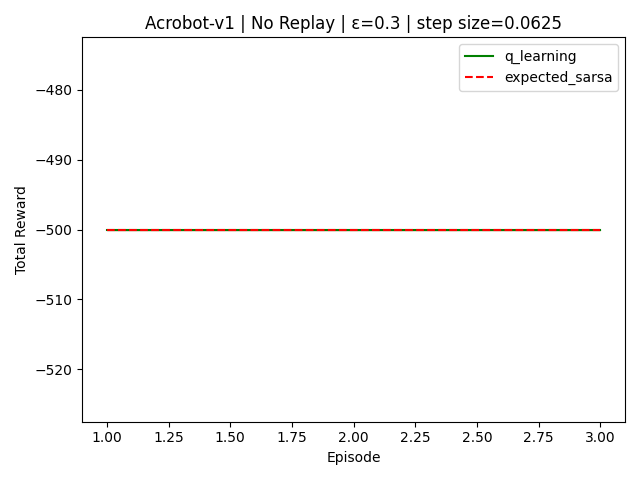 Acrobot-v1 | No Replay | ε=0.3 | step size=0.0625
q_learning
expected_sarsa
Total Reward
−480
−490
−500
−510
−520
1.00 1.25 1.50 1.75 2.00 2.25 2.50 2.75 3.00
Episode